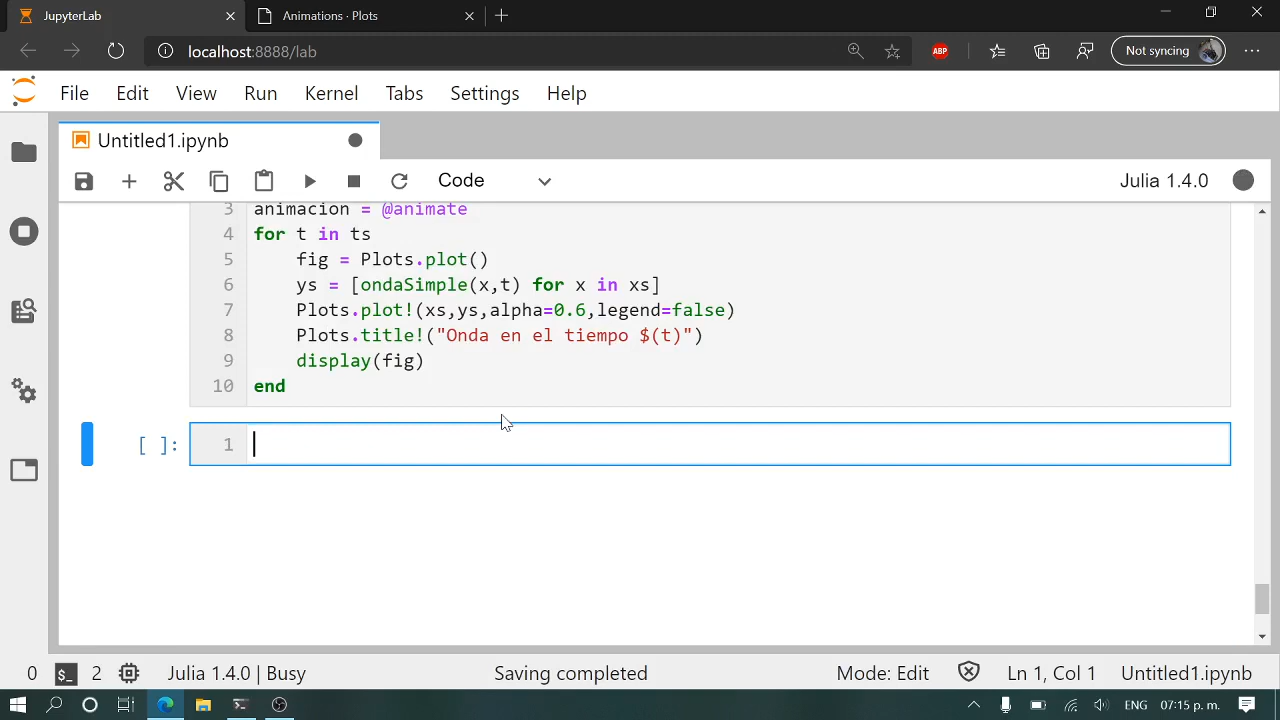 JupyterLab
Animations · Plots
localhost:8888/lab
ABP
Not syncing
File Edit View Run Kernel Tabs Settings Help
Untitled1.ipynb
Code
Julia 1.4.0
3 animacion = @animate
4 for t in ts
5 fig = Plots.plot()
6 ys = [ondaSimple(x,t) for x in xs]
7 Plots.plot!(xs,ys,alpha=0.6,legend=false)
8 Plots.title!("Onda en el tiempo $(t)")
9 display(fig)
10 end
[ ]: 1
0 $_ 2 Julia 1.4.0 | Busy Saving completed Mode: Edit Ln 1, Col 1 Untitled1.ipynb
ENG 07:15 p. m.